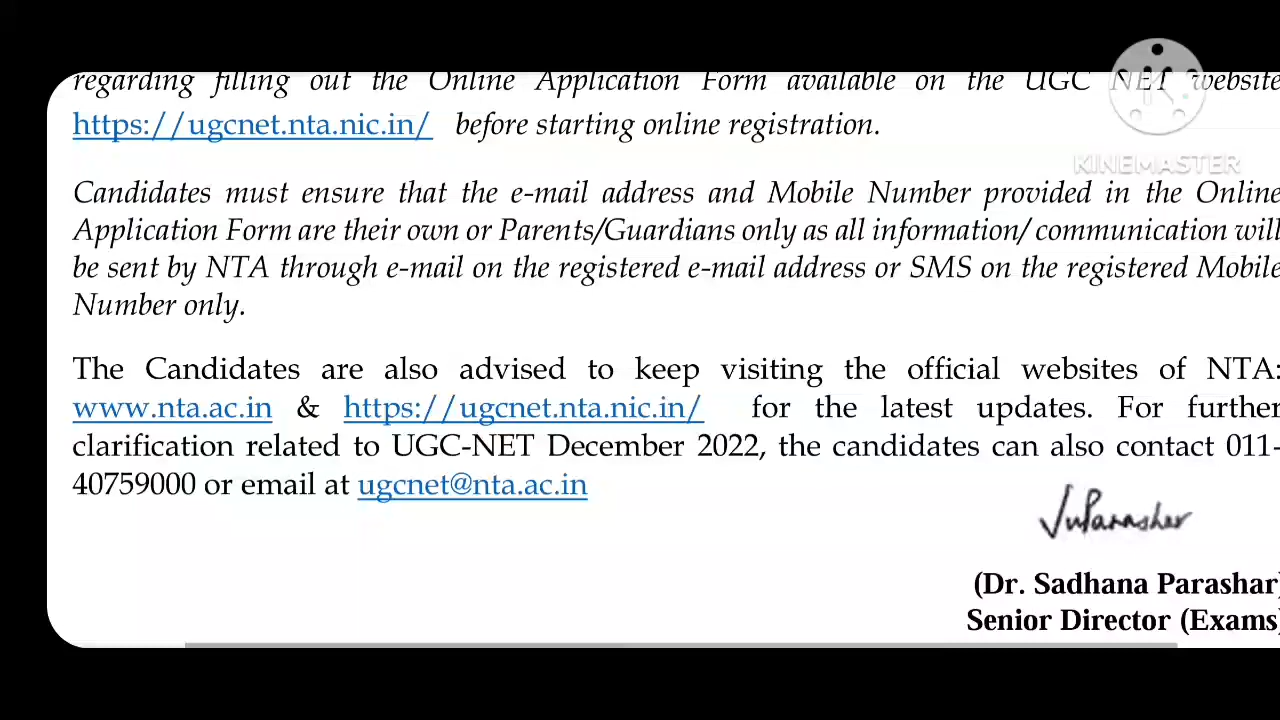 regarding filling out the Online Application Form available on the UGC NET website
https://ugcnet.nta.nic.in/ before starting online registration.
KINEMASTER
Candidates must ensure that the e-mail address and Mobile Number provided in the Online
Application Form are their own or Parents/Guardians only as all information/ communication will
be sent by NTA through e-mail on the registered e-mail address or SMS on the registered Mobile
Number only.
The Candidates are also advised to keep visiting the official websites of NTA:
www.nta.ac.in & https://ugcnet.nta.nic.in/ for the latest updates. For further
clarification related to UGC-NET December 2022, the candidates can also contact 011-
40759000 or email at ugcnet@nta.ac.in
(Dr. Sadhana Parashar)
Senior Director (Exams)